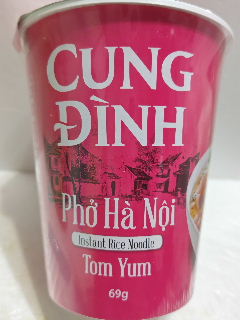 CUNG
ĐÌNH
Phở Hà Nội
Instant Rice Noodle
Tom Yum
69g